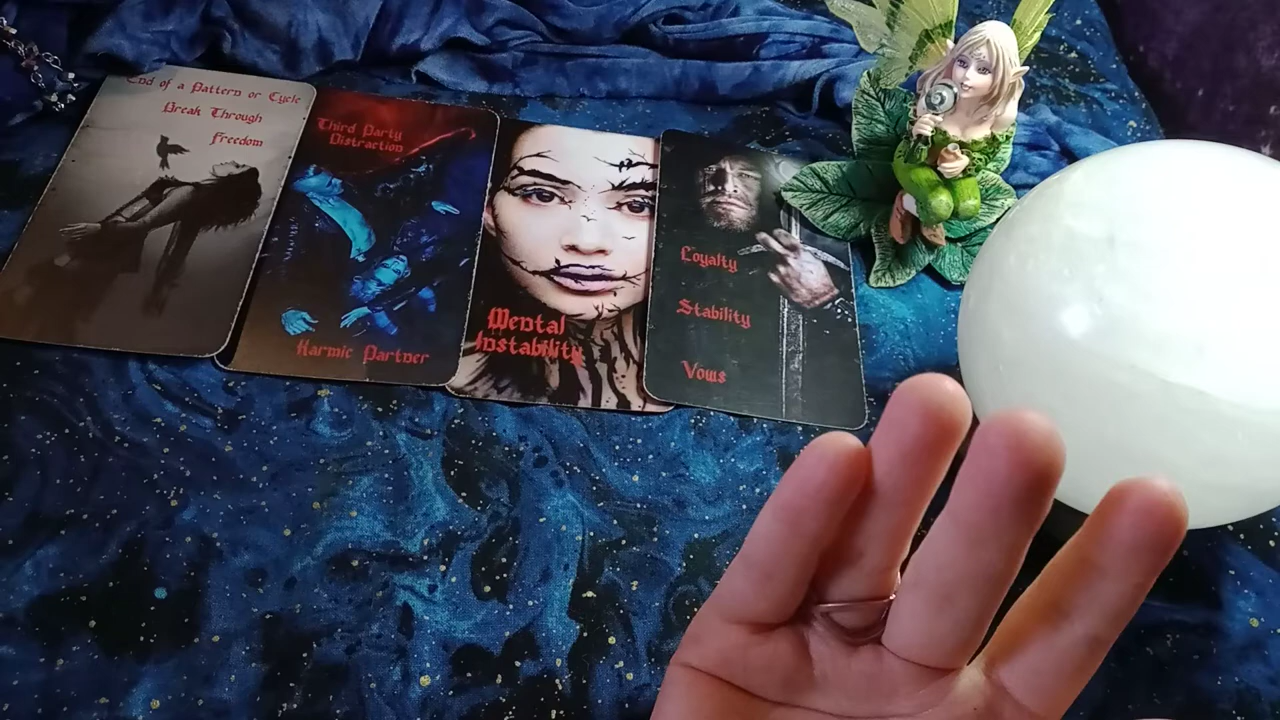 End of a Pattern or Cycle
Break Through
Freedom
Third Party
Distraction
Karmic Partner
Mental
Instability
Loyalty
Stability
Vows